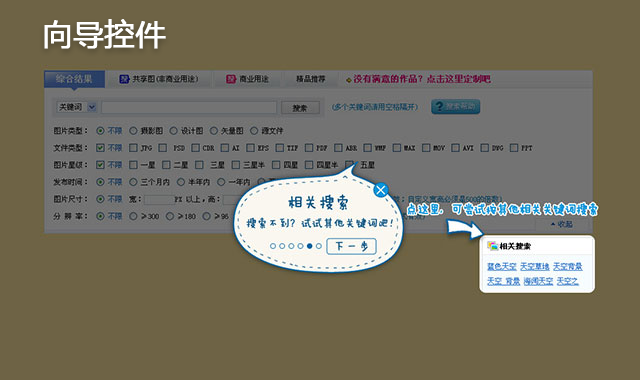 向导控件
综合结果 共享图(非商业用途) 商业用途 精品推荐 没有满意的作品？点击这里定制吧
关键词 搜索 (多个关键词请用空格隔开) 搜索帮助
图片类型： 不限 摄影图 设计图 矢量图 源文件
文件类型： 不限 JPG PSD CDR AI EPS TIF PDF ABR WMF MAX MOV AVI DWG PPT
图片星级： 不限 一星 二星 三星 三星半 四星 四星半 五星
发布时间： 不限 三个月内 半年内 一年内
图片尺寸： 不限 宽： PX 以上，高：
分 辨 率： 不限 ≥300 ≥180 ≥96
收起
相关搜索
搜索不到？试试其他关键词吧！
下一步
点这里，可尝试按其他相关关键词搜索
相关搜索
蓝色天空 天空草地 天空背景
天空 背景 海阔天空 天空之